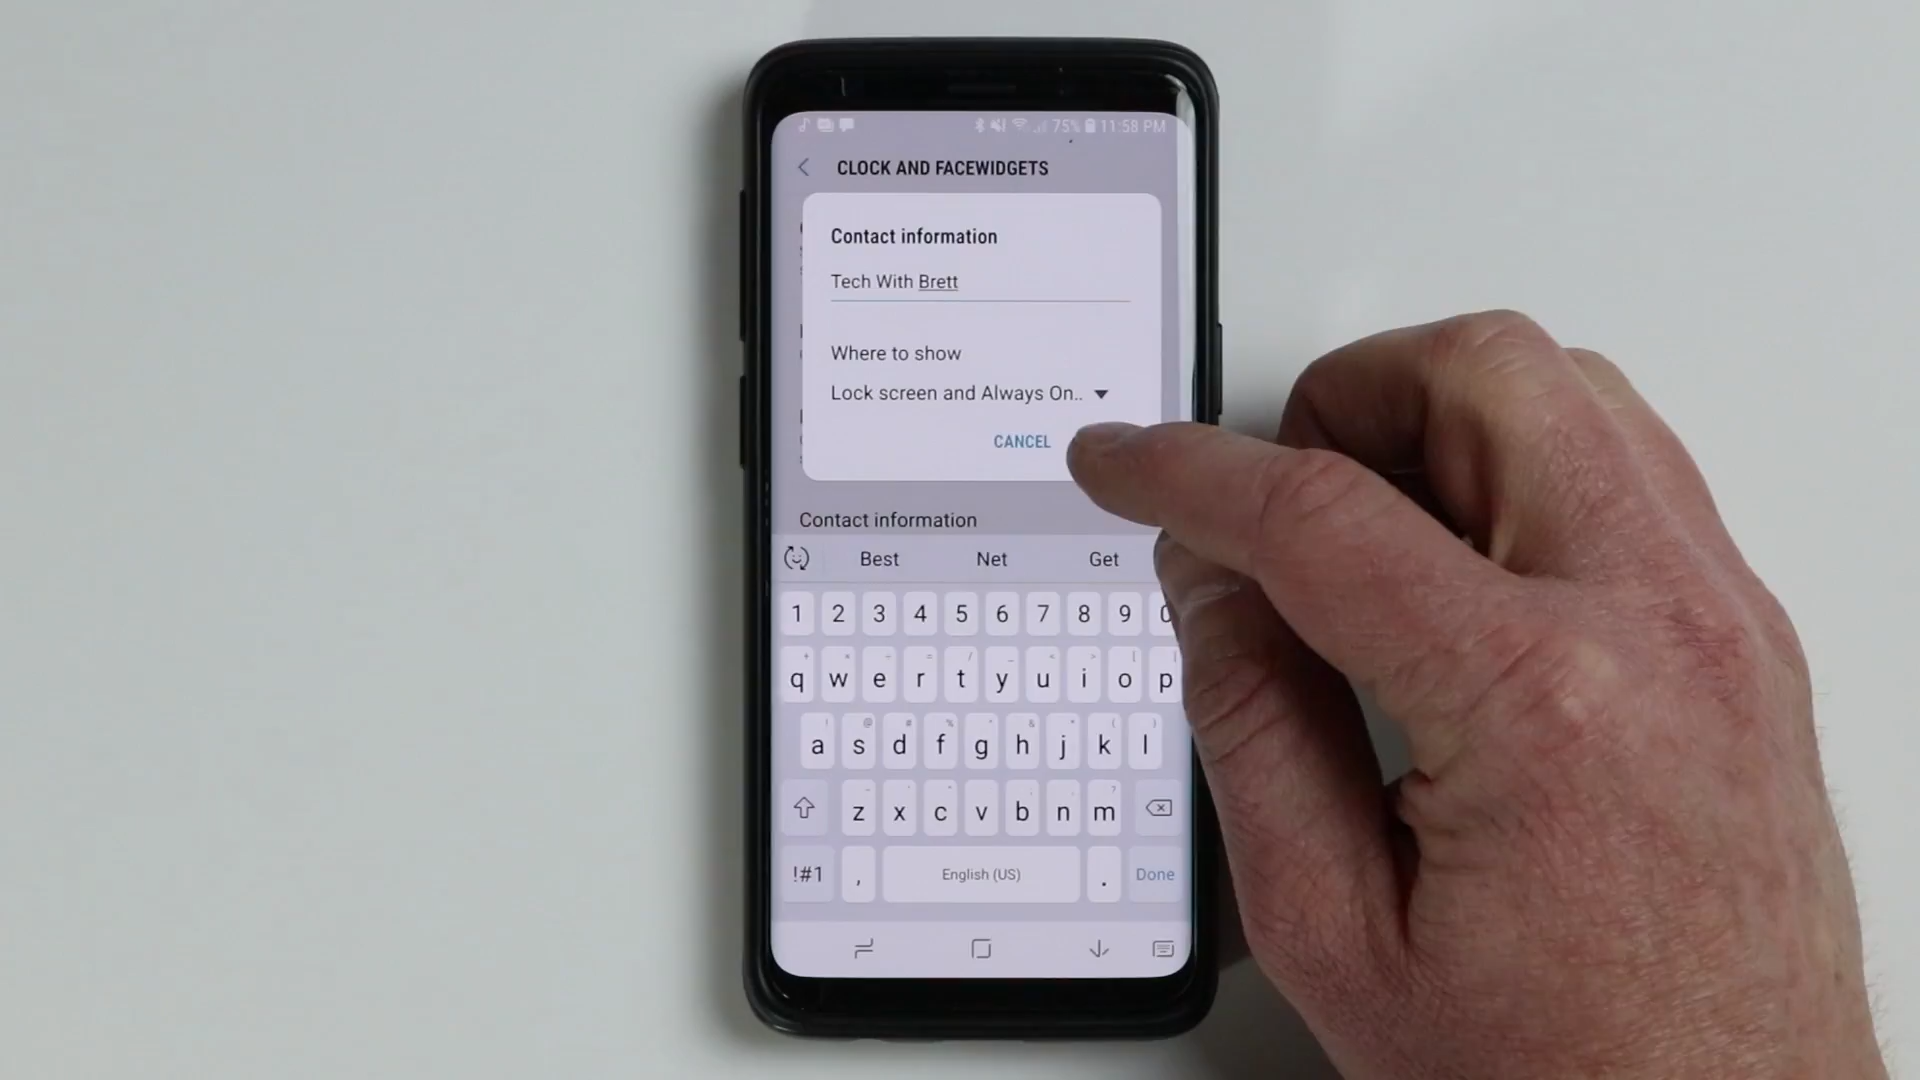 75% 11:58 PM
CLOCK AND FACEWIDGETS
Contact information
Tech With Brett
Where to show
Lock screen and Always On..
CANCEL
Contact information
Best Net Get
1 2 3 4 5 6 7 8 9 0
q w e r t y u i o p
a s d f g h j k l
z x c v b n m
!#1 , English (US) . Done